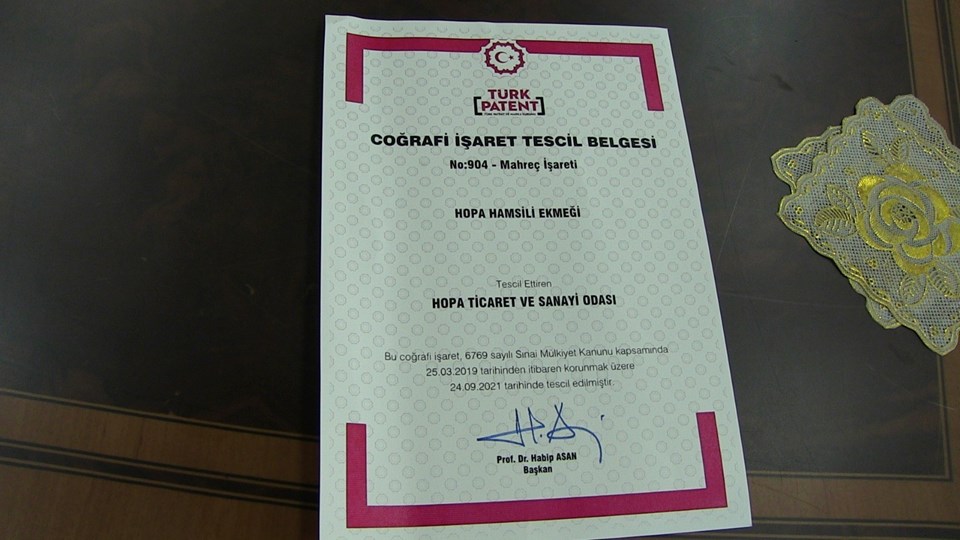 TÜRK
PATENT
COĞRAFİ İŞARET TESCİL BELGESİ
No:904 - Mahreç İşareti
HOPA HAMSİLİ EKMEĞİ
Tescil Ettiren
HOPA TİCARET VE SANAYİ ODASI
Bu coğrafi işaret, 6769 sayılı Sınai Mülkiyet Kanunu kapsamında
25.03.2019 tarihinden itibaren korunmak üzere
24.09.2021 tarihinde tescil edilmiştir.
Prof. Dr. Habip ASAN
Başkan